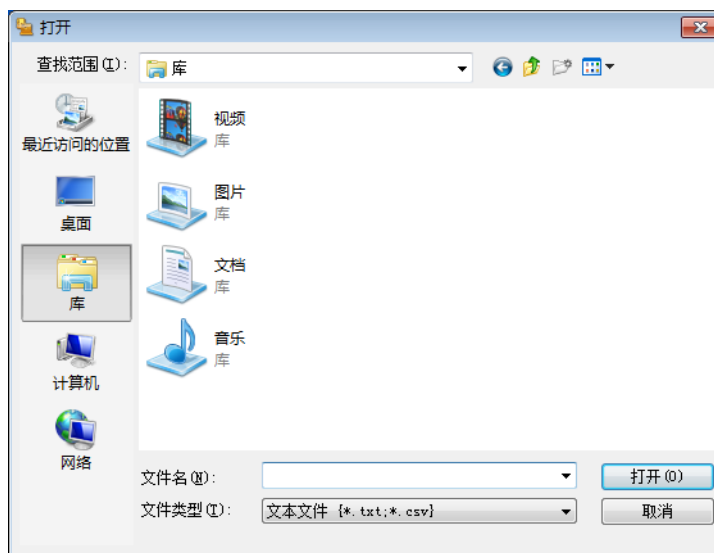 打开
查找范围(I):
库
最近访问的位置
桌面
库
计算机
网络
视频
库
图片
库
文档
库
音乐
库
文件名(N):
打开(O)
文件类型(T):
文本文件 {*.txt;*.csv}
取消